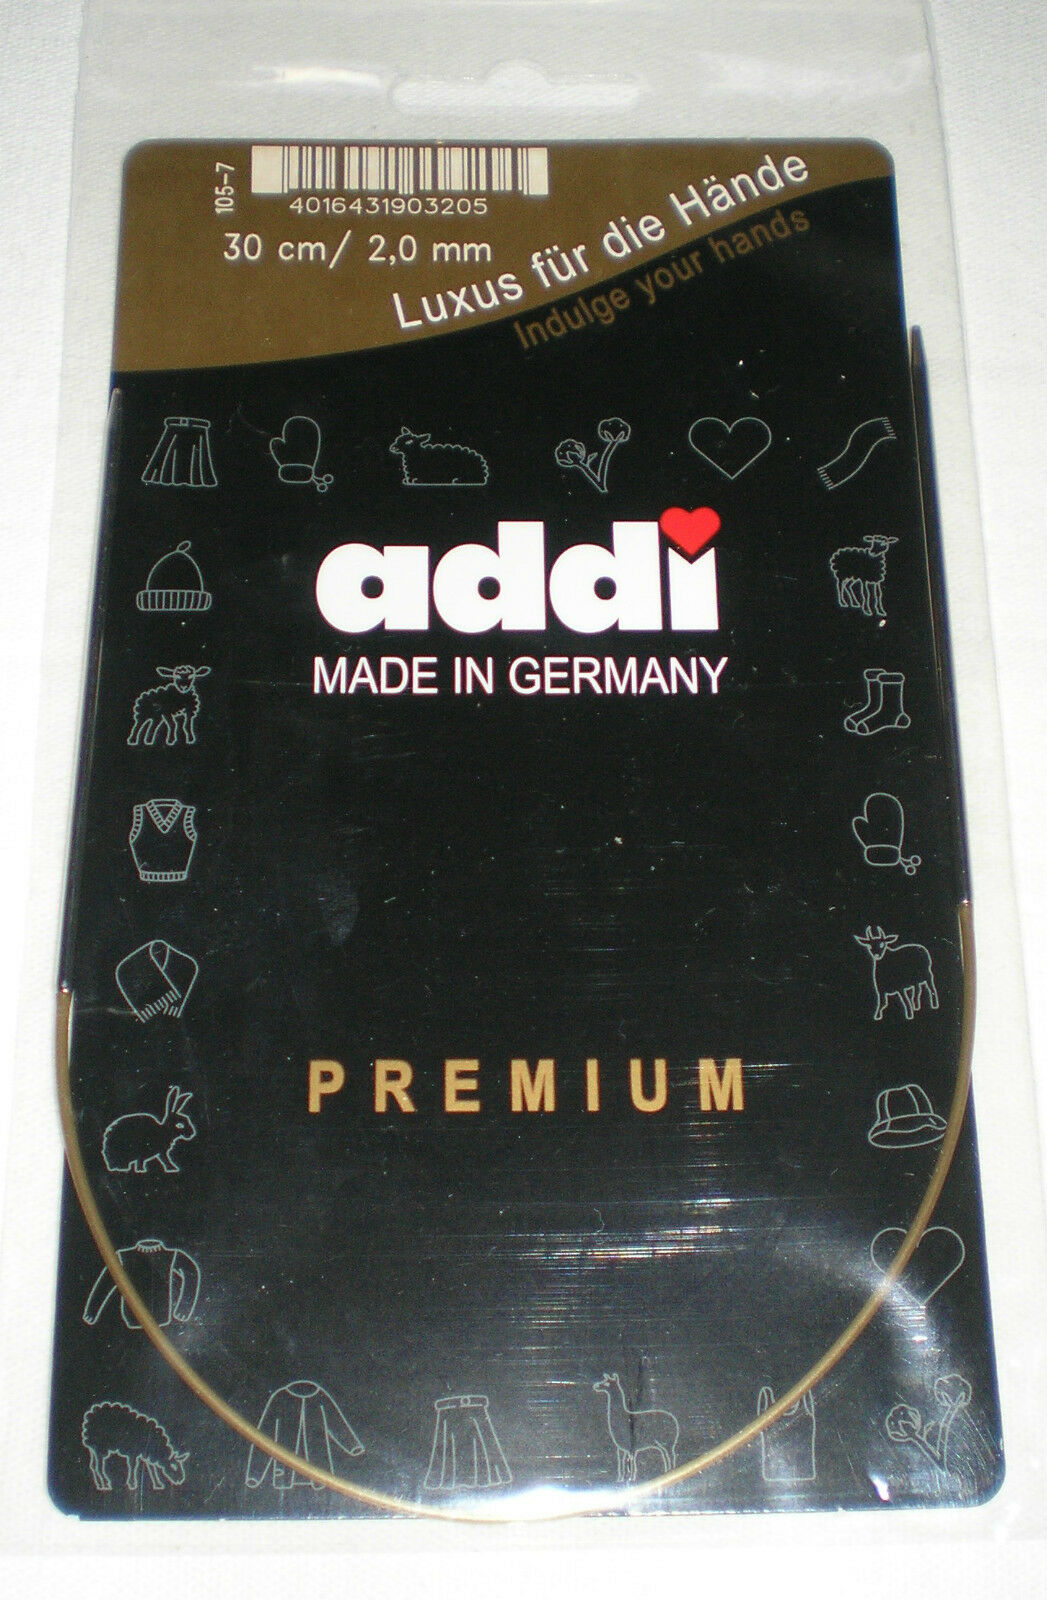 105-7
4016431903205
30 cm/ 2,0 mm
Luxus für die Hände
Indulge your hands
addi
MADE IN GERMANY
PREMIUM